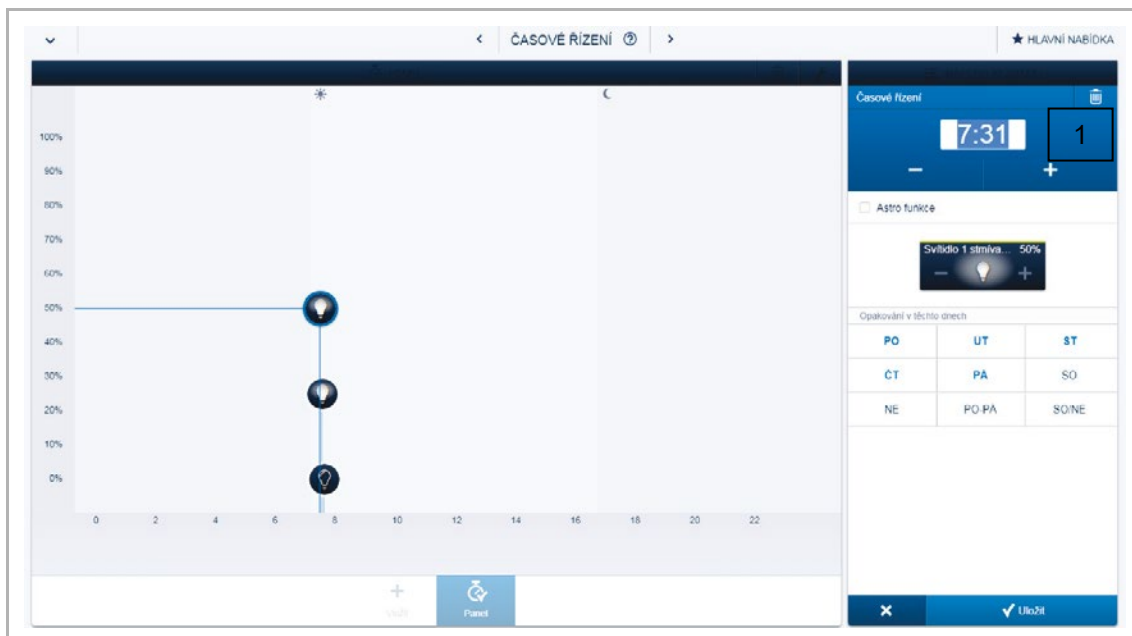 ČASOVÉ ŘÍZENÍ ?
HLAVNÍ NABÍDKA
Časové řízení
7:31
1
− +
Astro funkce
Svítidlo 1 stmíva... 50%
− +
Opakování v těchto dnech
PO ÚT ST
ČT PÁ SO
NE PO-PÁ SO/NE
100%
90%
80%
70%
60%
50%
40%
30%
20%
10%
0%
0 2 4 6 8 10 12 14 16 18 20 22
+
Vložit
Panel
Uložit